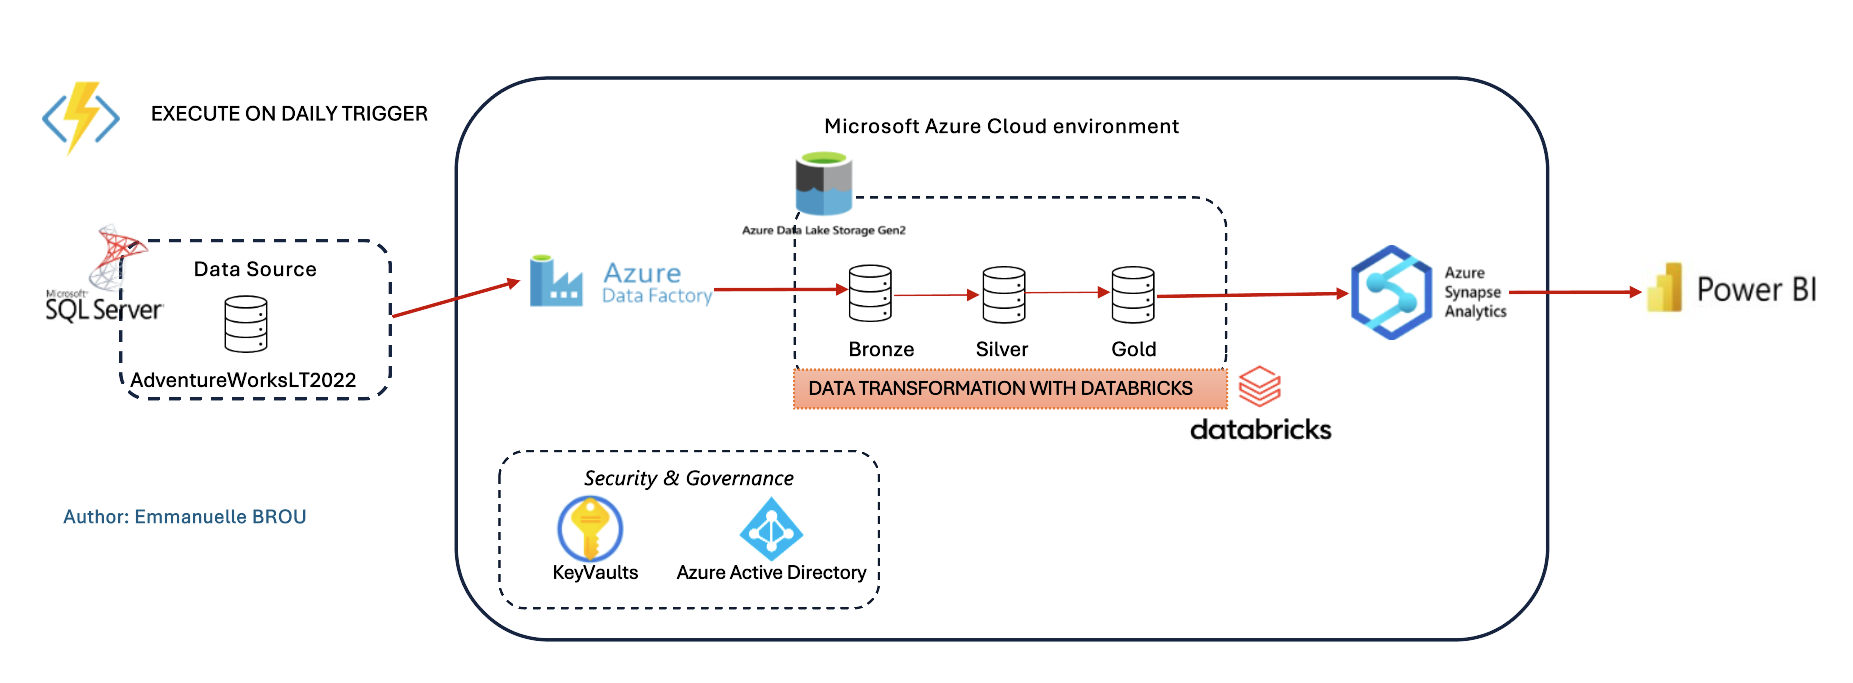 EXECUTE ON DAILY TRIGGER
Microsoft Azure Cloud environment
Azure Data Lake Storage Gen2
Microsoft
SQL Server
Data Source
AdventureWorksLT2022
Azure
Data Factory
Bronze
Silver
Gold
DATA TRANSFORMATION WITH DATABRICKS
databricks
Azure
Synapse
Analytics
Power BI
Security & Governance
KeyVaults
Azure Active Directory
Author: Emmanuelle BROU